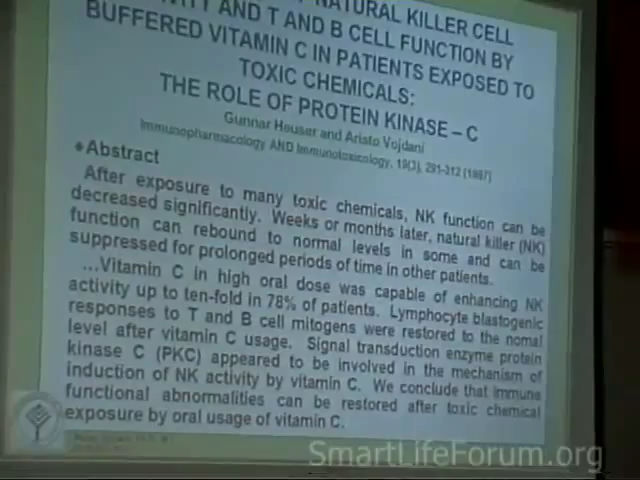 NATURAL KILLER CELL
AND T AND B CELL FUNCTION BY
BUFFERED VITAMIN C IN PATIENTS EXPOSED TO
TOXIC CHEMICALS:
THE ROLE OF PROTEIN KINASE – C
Gunnar Heuser and Aristo Vojdani
Immunopharmacology AND Immunotoxicology, 19(3), 291-312 (1997)
•Abstract
After exposure to many toxic chemicals, NK function can be
decreased significantly. Weeks or months later, natural killer (NK)
function can rebound to normal levels in some and can be
suppressed for prolonged periods of time in other patients.
…Vitamin C in high oral dose was capable of enhancing NK
activity up to ten-fold in 78% of patients. Lymphocyte blastogenic
responses to T and B cell mitogens were restored to the nomal
level after vitamin C usage. Signal transduction enzyme protein
kinase C (PKC) appeared to be involved in the mechanism of
induction of NK activity by vitamin C. We conclude that immune
functional abnormalities can be restored after toxic chemical
exposure by oral usage of vitamin C.
SmartLifeForum.org